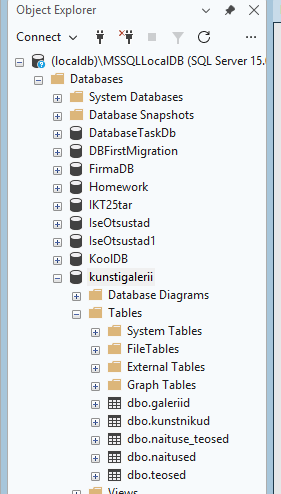 Object Explorer
Connect
(localdb)\MSSQLLocalDB (SQL Server 15.
Databases
System Databases
Database Snapshots
DatabaseTaskDb
DBFirstMigration
FirmaDB
Homework
IKT25tar
IseOtsustad
IseOtsustad1
KoolDB
kunstigalerii
Database Diagrams
Tables
System Tables
FileTables
External Tables
Graph Tables
dbo.galeriid
dbo.kunstnikud
dbo.naituse_teosed
dbo.naitused
dbo.teosed
Views